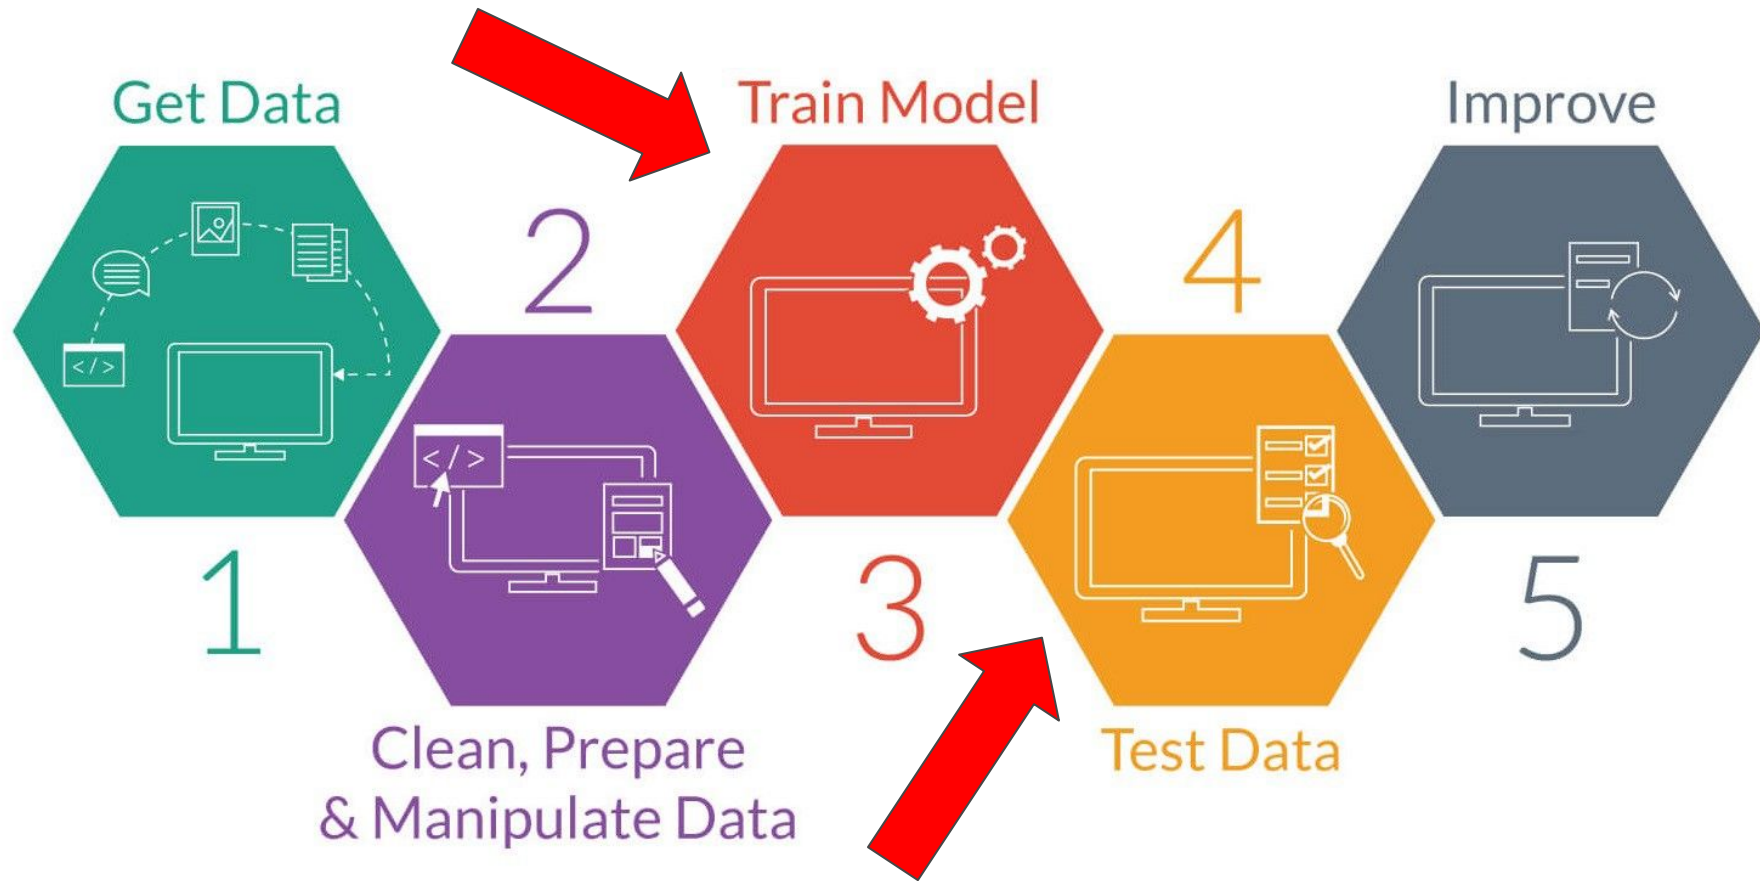 Get Data
1
2
Clean, Prepare
& Manipulate Data
Train Model
3
4
Test Data
Improve
5
</> 
</>